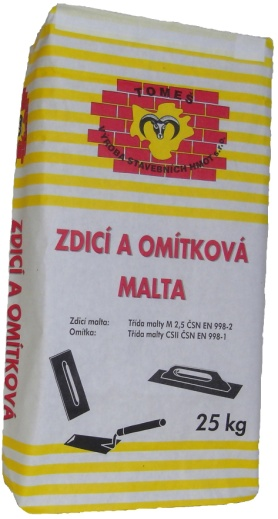 TOMEŠ
VÝROBA STAVEBNÍCH HMOT s.r.o.
ZDICÍ A OMÍTKOVÁ
MALTA
Zdicí malta: Třída malty M 2,5 ČSN EN 998-2
Omítka: Třída malty CSII ČSN EN 998-1
25 kg
ZDICÍ A OMÍTKOVÁ